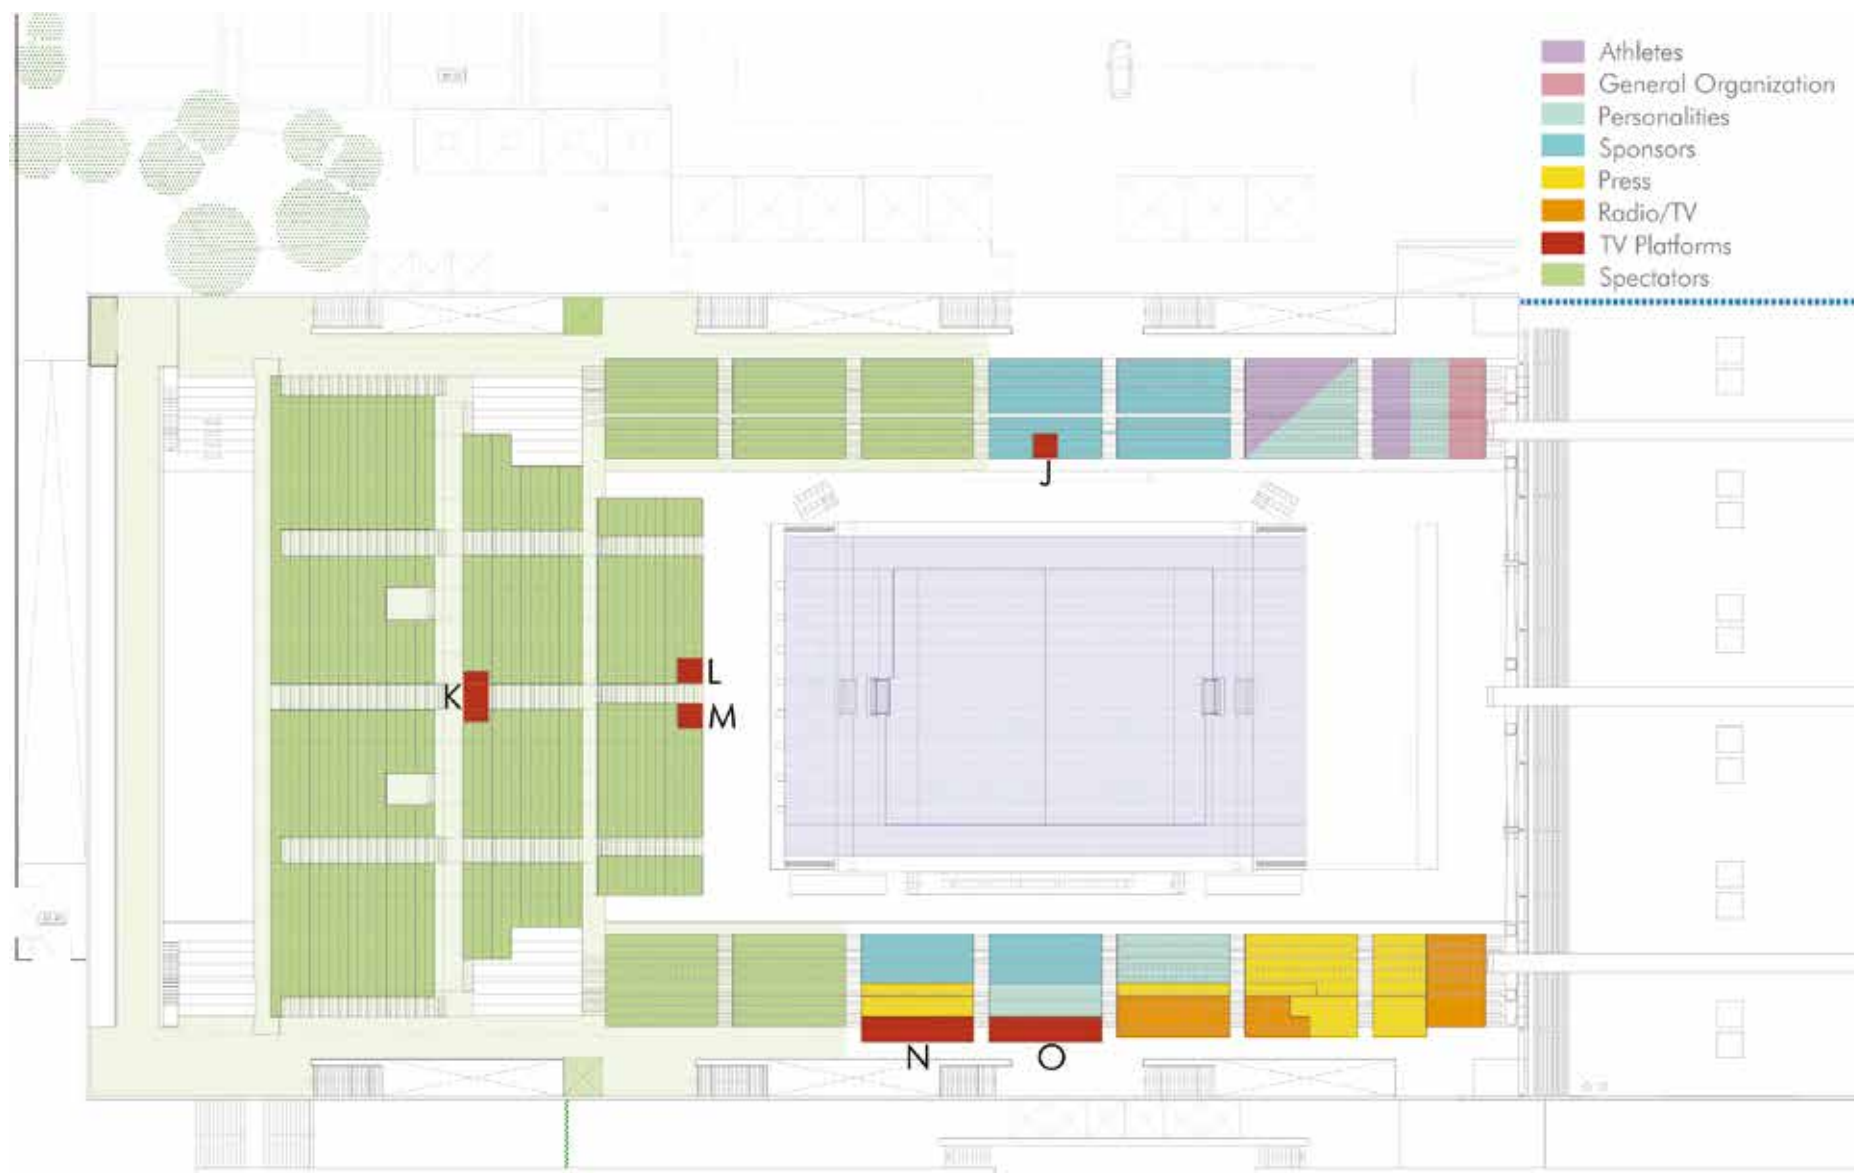 Athletes
General Organization
Personalities
Sponsors
Press
Radio/TV
TV Platforms
Spectators
J
K
L
M
N
O